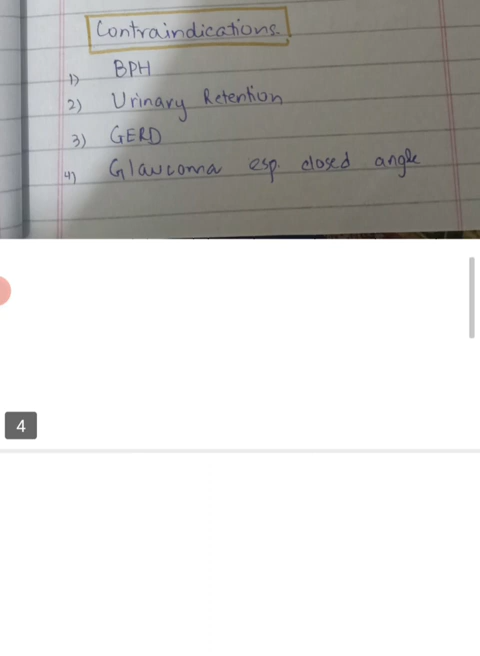 Contraindications.
1) BPH
2) Urinary Retention
3) GERD
4) Glaucoma esp. closed angle
4